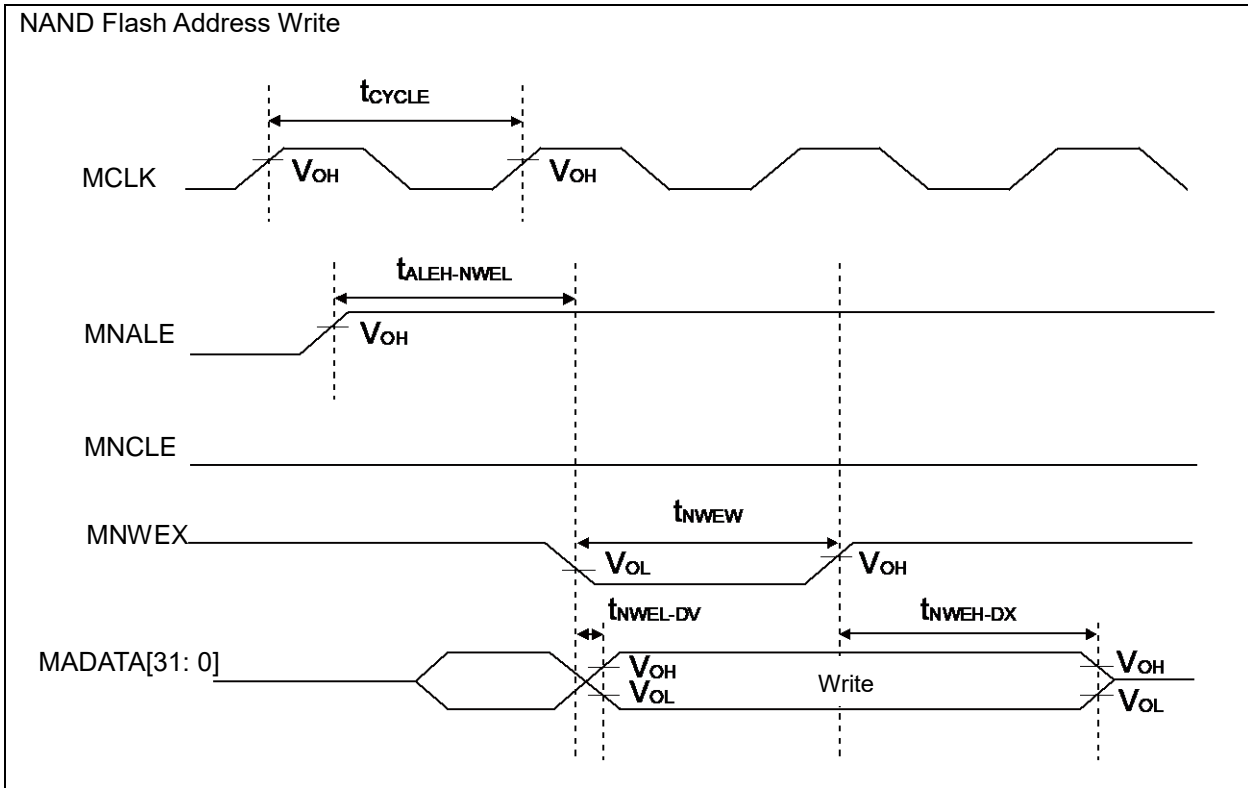 NAND Flash Address Write
tCYCLE
MCLK
VOH
VOH
tALEH-NWEL
MNALE
VOH
MNCLE
tNWEW
MNWEX
VOL
VOH
tNWEL-DV
tNWEH-DX
MADATA[31: 0]
VOH
Write
VOH
VOL
VOL